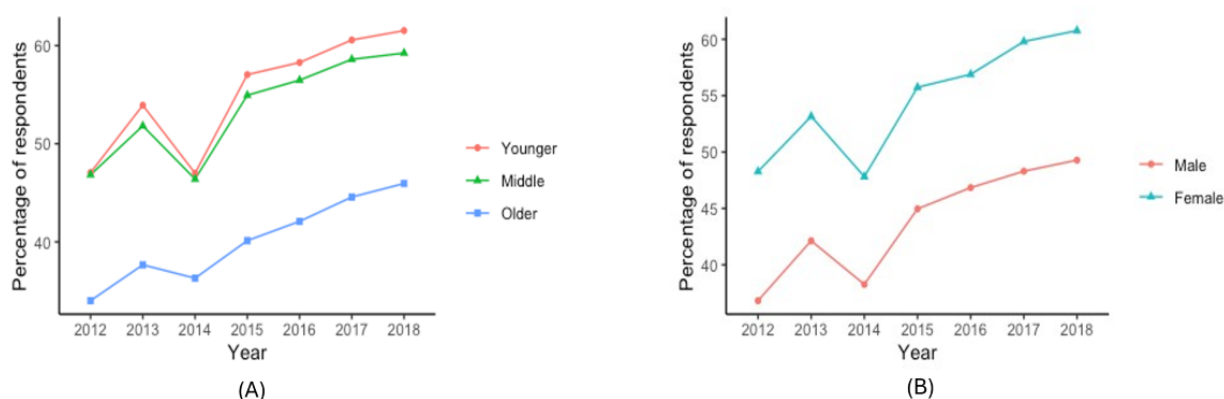 Percentage of respondents
60
50
40
2012 2013 2014 2015 2016 2017 2018
Year
Younger
Middle
Older
(A)
Percentage of respondents
60
55
50
45
40
2012 2013 2014 2015 2016 2017 2018
Year
Male
Female
(B)